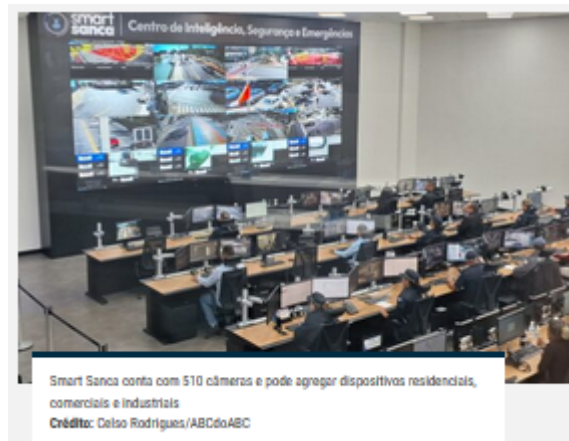 smart
sanca
Centro de Inteligência, Segurança e Emergências
Smart Sanca conta com 510 câmeras e pode agregar dispositivos residenciais,
comerciais e industriais
Crédito: Celso Rodrigues/ABCdoABC